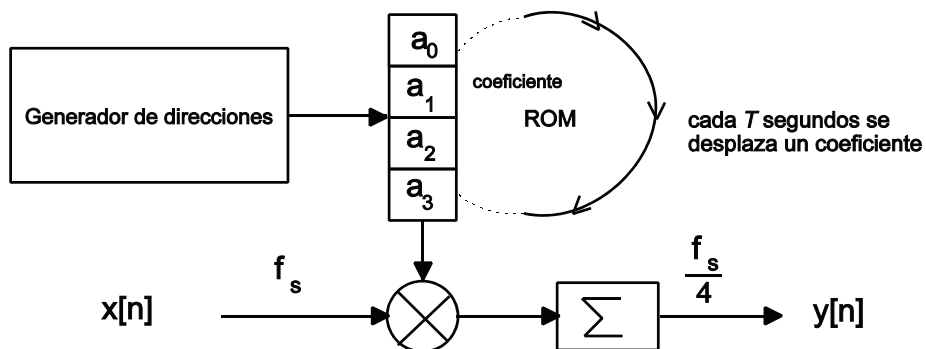 a0
a1
a2
a3
Generador de direcciones
coeficiente
ROM
cada T segundos se
desplaza un coeficiente
x[n]
fs
Σ
fs
4
y[n]